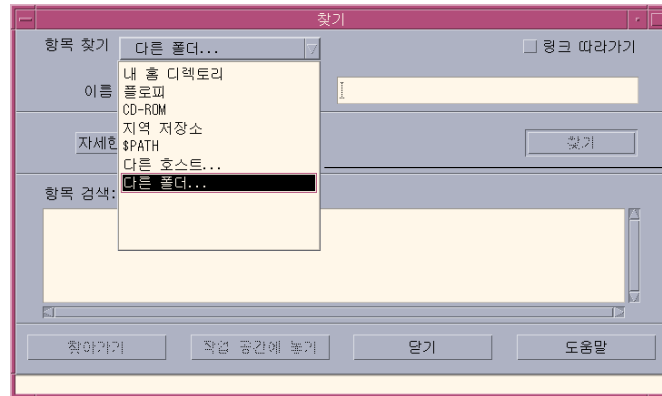 찾기
항목 찾기 다른 폴더...
링크 따라가기
내 홈 디렉토리
이름
플로피
CD-ROM
지역 저장소
자세한
$PATH
찾기
다른 호스트...
다른 폴더...
항목 검색:
찾아가기 작업 공간에 놓기 닫기 도움말